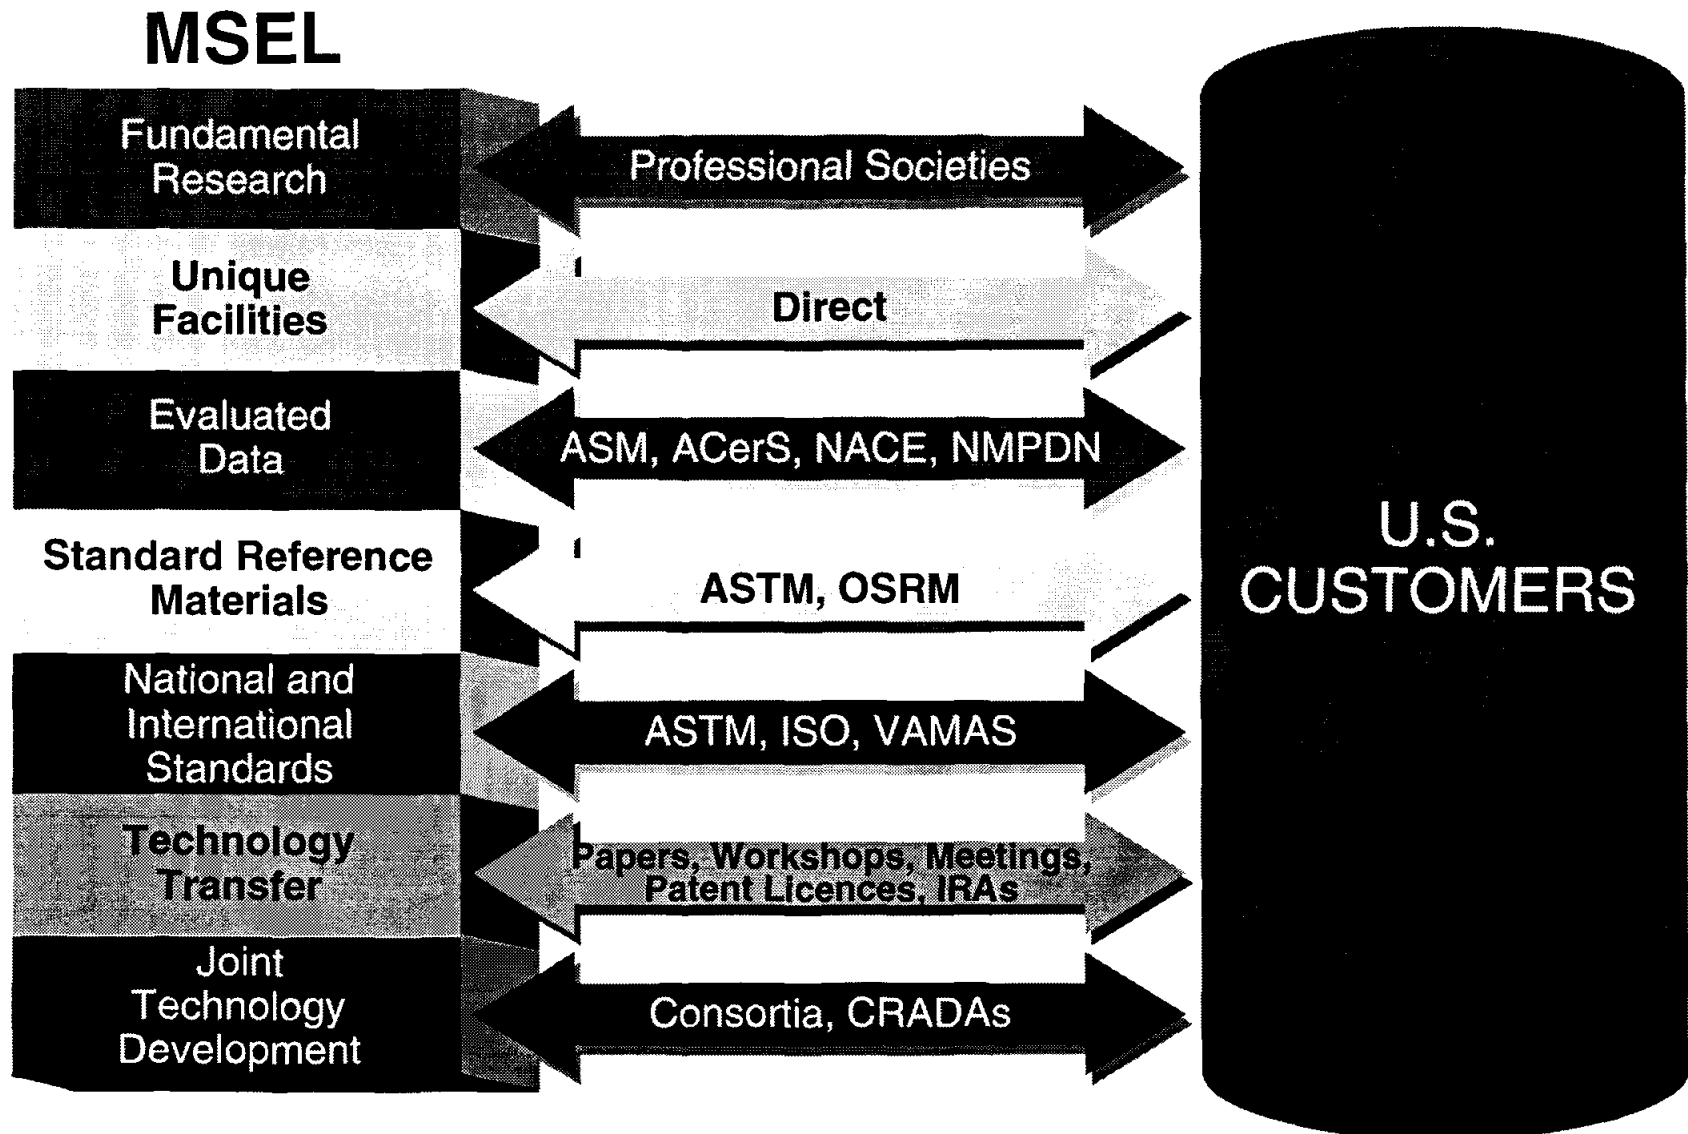 MSEL
Fundamental
Research
Professional Societies
Unique
Facilities
Direct
Evaluated
Data
ASM, ACerS, NACE, NMPDN
Standard Reference
Materials
ASTM, OSRM
National and
International
Standards
ASTM, ISO, VAMAS
Technology
Transfer
Papers, Workshops, Meetings,
Patent Licences, IRAs
Joint
Technology
Development
Consortia, CRADAs
U.S.
CUSTOMERS